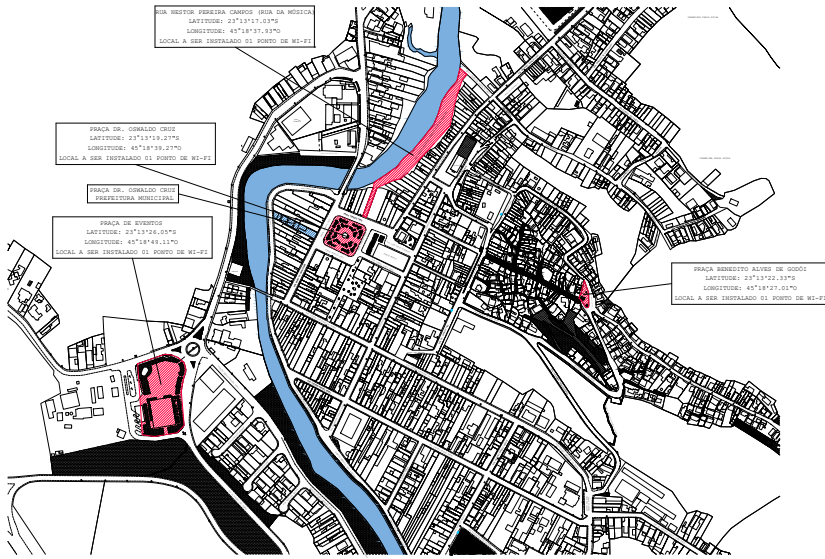 RUA NESTOR PEREIRA CAMPOS (RUA DA MÚSICA)
LATITUDE: 23°13'17.03"S
LONGITUDE: 45°18'37.93"O
LOCAL A SER INSTALADO 01 PONTO DE WI-FI
PRAÇA DR. OSWALDO CRUZ
LATITUDE: 23°13'19.27"S
LONGITUDE: 45°18'39.27"O
LOCAL A SER INSTALADO 01 PONTO DE WI-FI
PRAÇA DR. OSWALDO CRUZ
PREFEITURA MUNICIPAL
PRAÇA DE EVENTOS
LATITUDE: 23°13'26.05"S
LONGITUDE: 45°18'49.11"O
LOCAL A SER INSTALADO 01 PONTO DE WI-FI
PRAÇA BENEDITO ALVES DE GODÓI
LATITUDE: 23°13'22.33"S
LONGITUDE: 45°18'27.01"O
LOCAL A SER INSTALADO 01 PONTO DE WI-FI